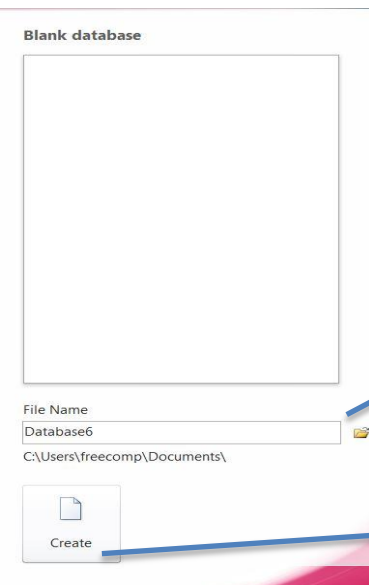 Blank database
File Name
Database6
C:\Users\freecomp\Documents\
Create